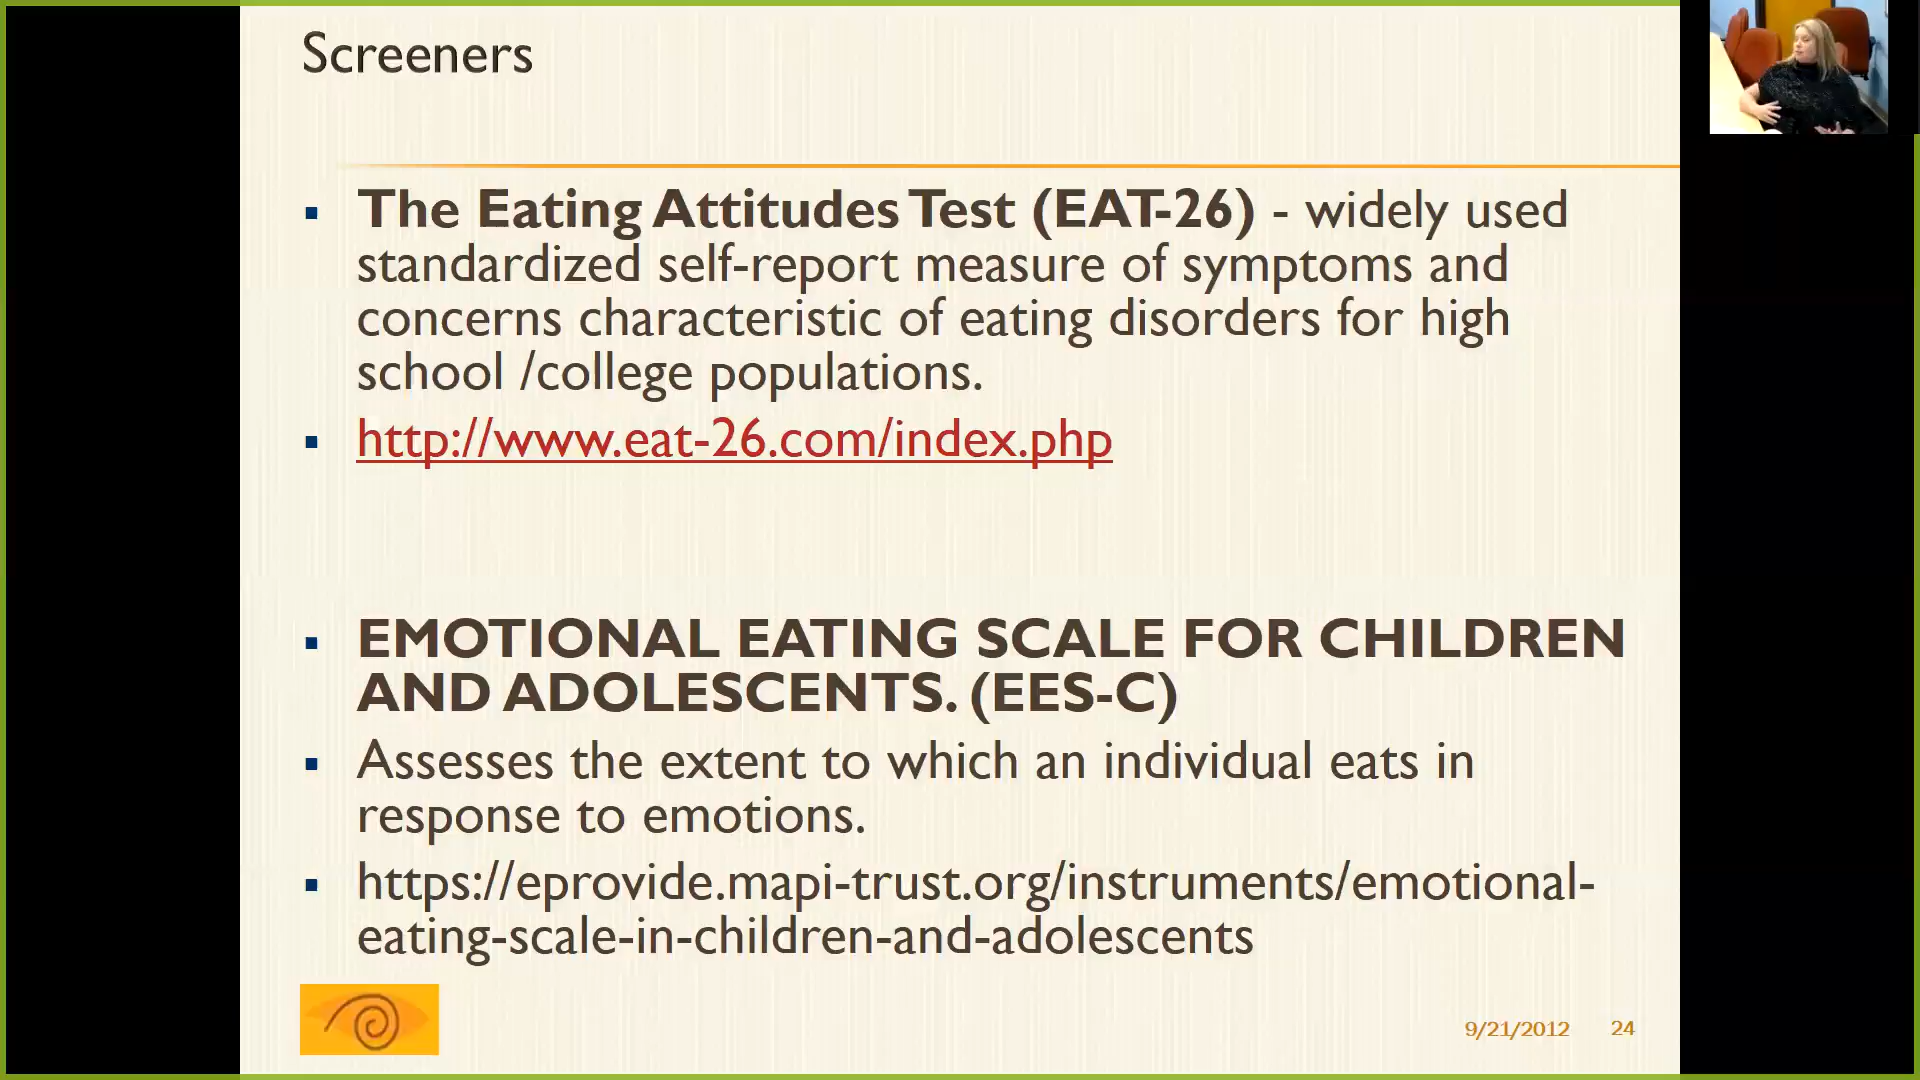 Screeners
The Eating Attitudes Test (EAT-26) - widely used
standardized self-report measure of symptoms and
concerns characteristic of eating disorders for high
school /college populations.
http://www.eat-26.com/index.php
EMOTIONAL EATING SCALE FOR CHILDREN
AND ADOLESCENTS. (EES-C)
Assesses the extent to which an individual eats in
response to emotions.
https://eprovide.mapi-trust.org/instruments/emotional-
eating-scale-in-children-and-adolescents
9/21/2012 24